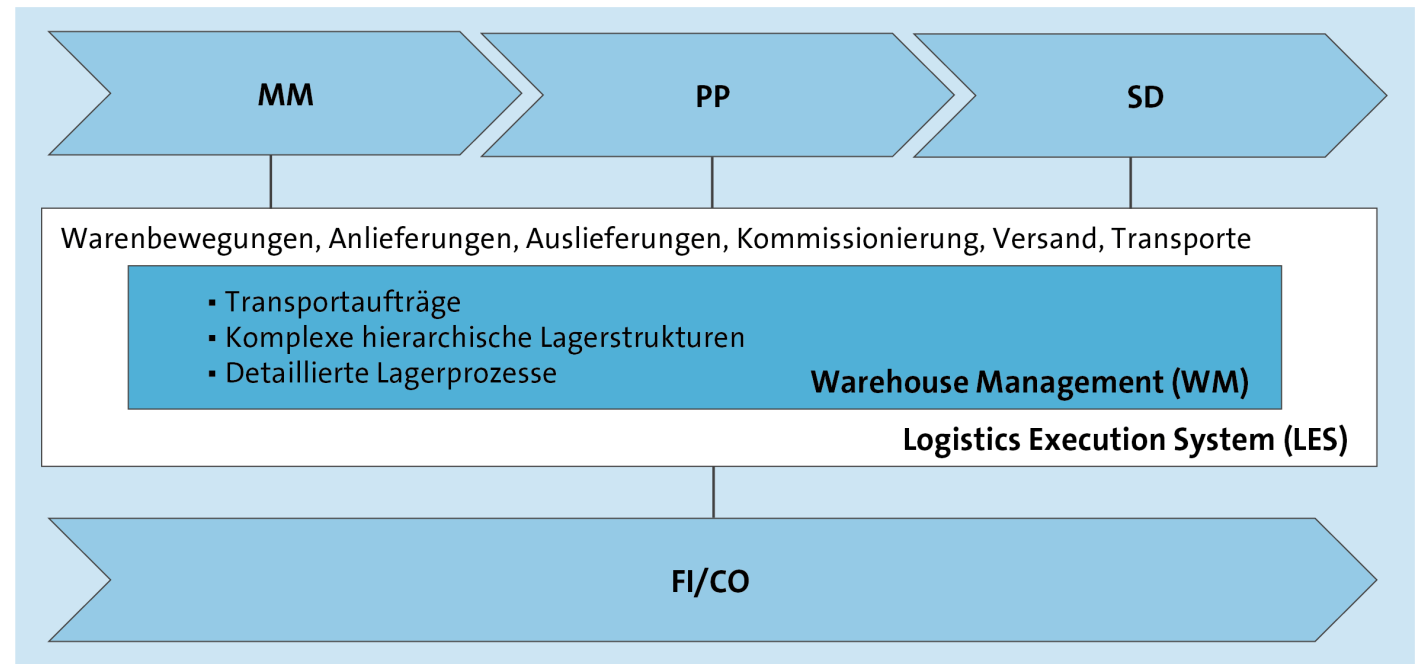 MM
PP
SD
Warenbewegungen, Anlieferungen, Auslieferungen, Kommissionierung, Versand, Transporte
▪ Transportaufträge
▪ Komplexe hierarchische Lagerstrukturen
▪ Detaillierte Lagerprozesse
Warehouse Management (WM)
Logistics Execution System (LES)
FI/CO